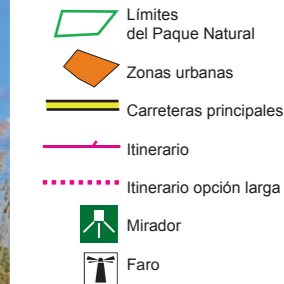 Límites
del Paque Natural
Zonas urbanas
Carreteras principales
Itinerario
Itinerario opción larga
Mirador
Faro